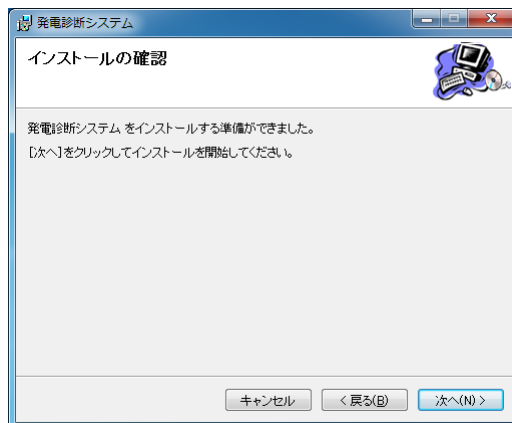 発電診断システム
インストールの確認
発電診断システム をインストールする準備ができました。
[次へ]をクリックしてインストールを開始してください。
キャンセル
< 戻る(B)
次へ(N) >